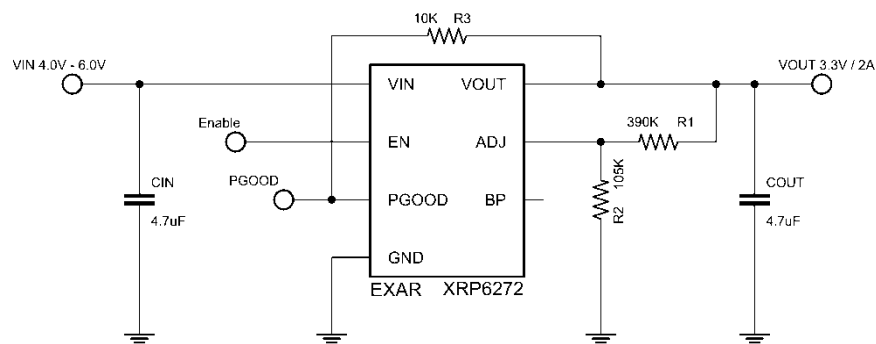 10K R3
VIN 4.0V - 6.0V
VOUT 3.3V / 2A
VIN
VOUT
Enable
EN
ADJ
390K R1
PGOOD
PGOOD
BP
R2 105K
CIN
4.7uF
COUT
4.7uF
GND
EXAR XRP6272